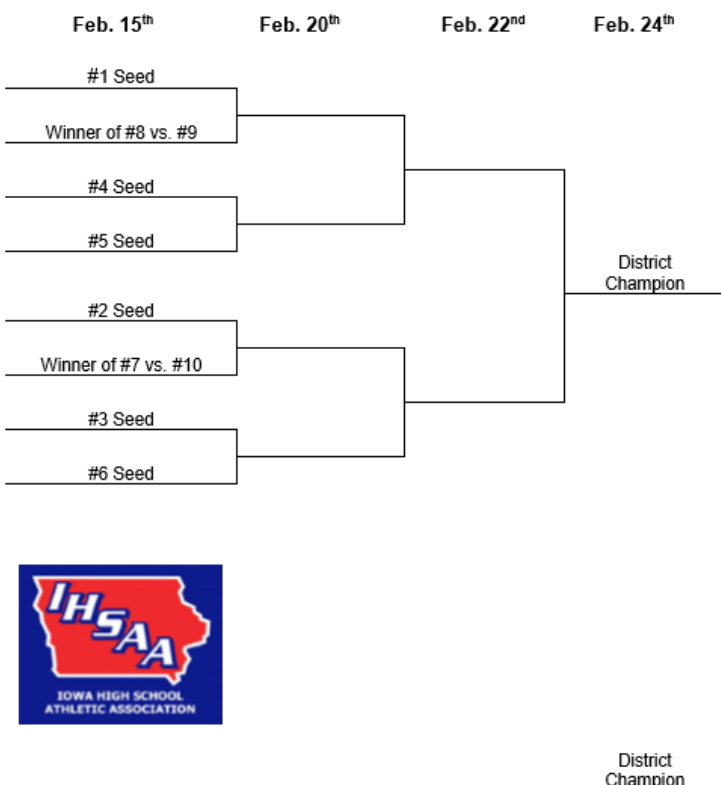 Feb. 15th Feb. 20th Feb. 22nd Feb. 24th
#1 Seed
Winner of #8 vs. #9
#4 Seed
#5 Seed
District
Champion
#2 Seed
Winner of #7 vs. #10
#3 Seed
#6 Seed
IHSAA
IOWA HIGH SCHOOL
ATHLETIC ASSOCIATION
District
Champion